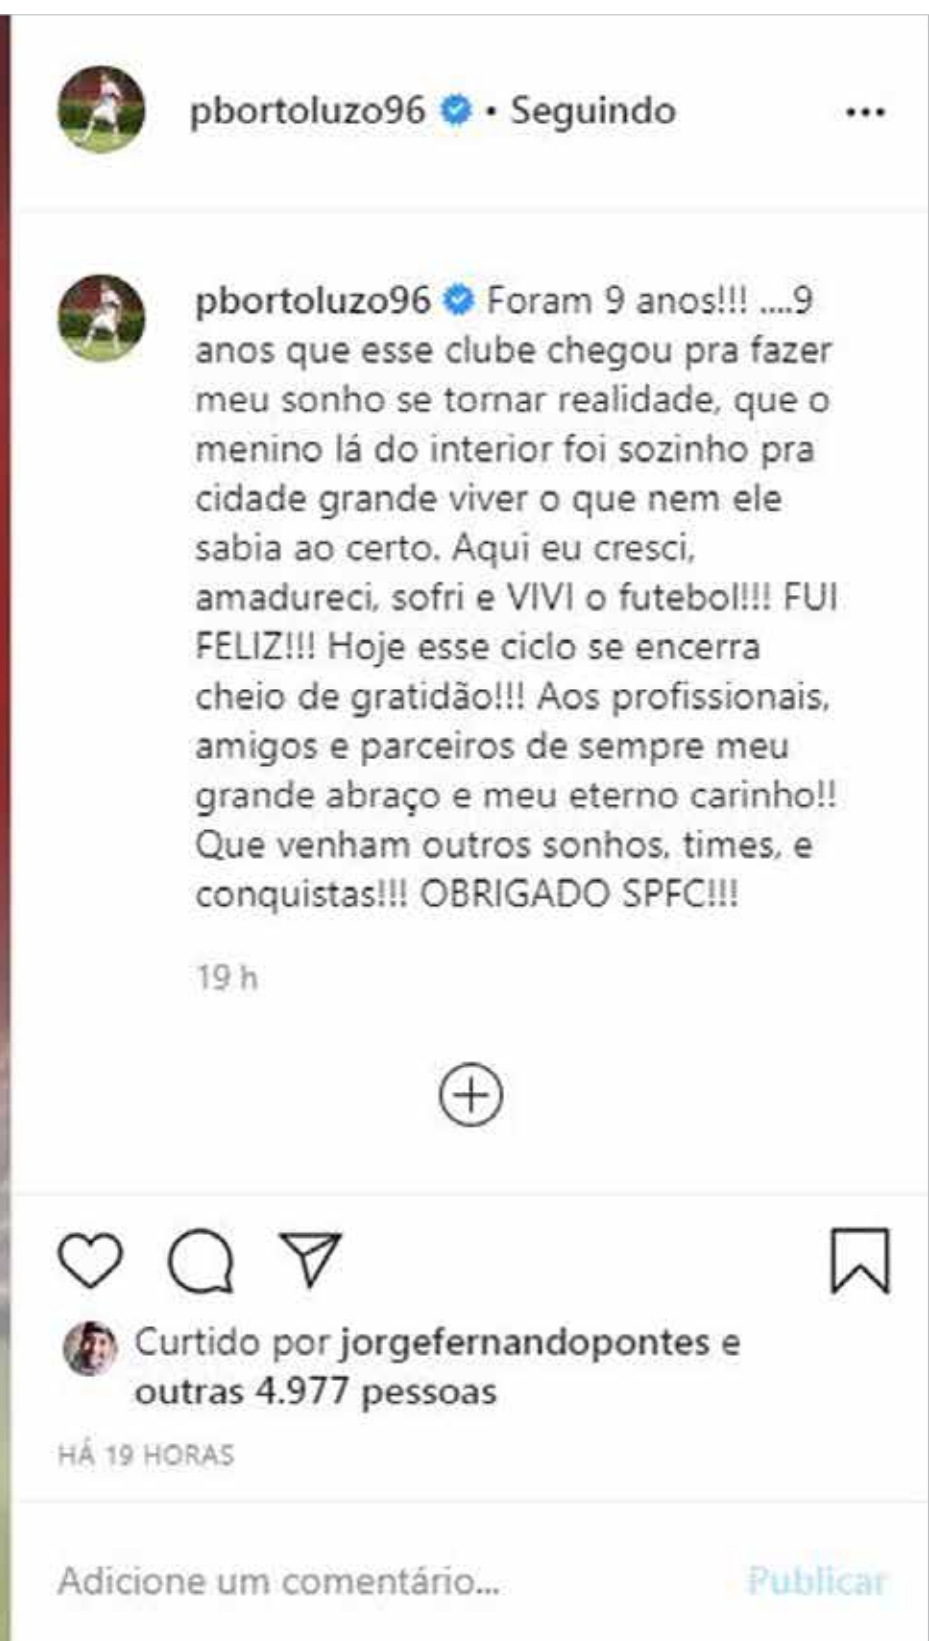 pbortoluzo96 • Seguindo
pbortoluzo96 Foram 9 anos!!! ....9
anos que esse clube chegou pra fazer
meu sonho se tornar realidade, que o
menino lá do interior foi sozinho pra
cidade grande viver o que nem ele
sabia ao certo. Aqui eu cresci,
amadureci, sofri e VIVI o futebol!!! FUI
FELIZ!!! Hoje esse ciclo se encerra
cheio de gratidão!!! Aos profissionais,
amigos e parceiros de sempre meu
grande abraço e meu eterno carinho!!
Que venham outros sonhos, times, e
conquistas!!! OBRIGADO SPFC!!!
19 h
Curtido por jorgefernandopontes e
outras 4.977 pessoas
HÁ 19 HORAS
Adicione um comentário... Publicar